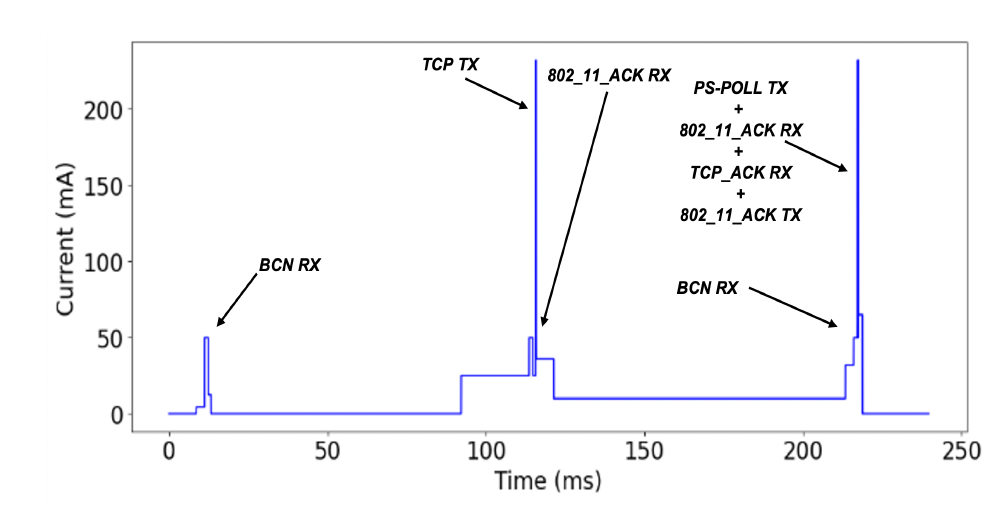 TCP TX
802_11_ACK RX
PS-POLL TX
+
802_11_ACK RX
+
TCP_ACK RX
+
802_11_ACK TX
BCN RX
BCN RX
Current (mA)
200
150
100
50
0
0 50 100 150 200 250
Time (ms)